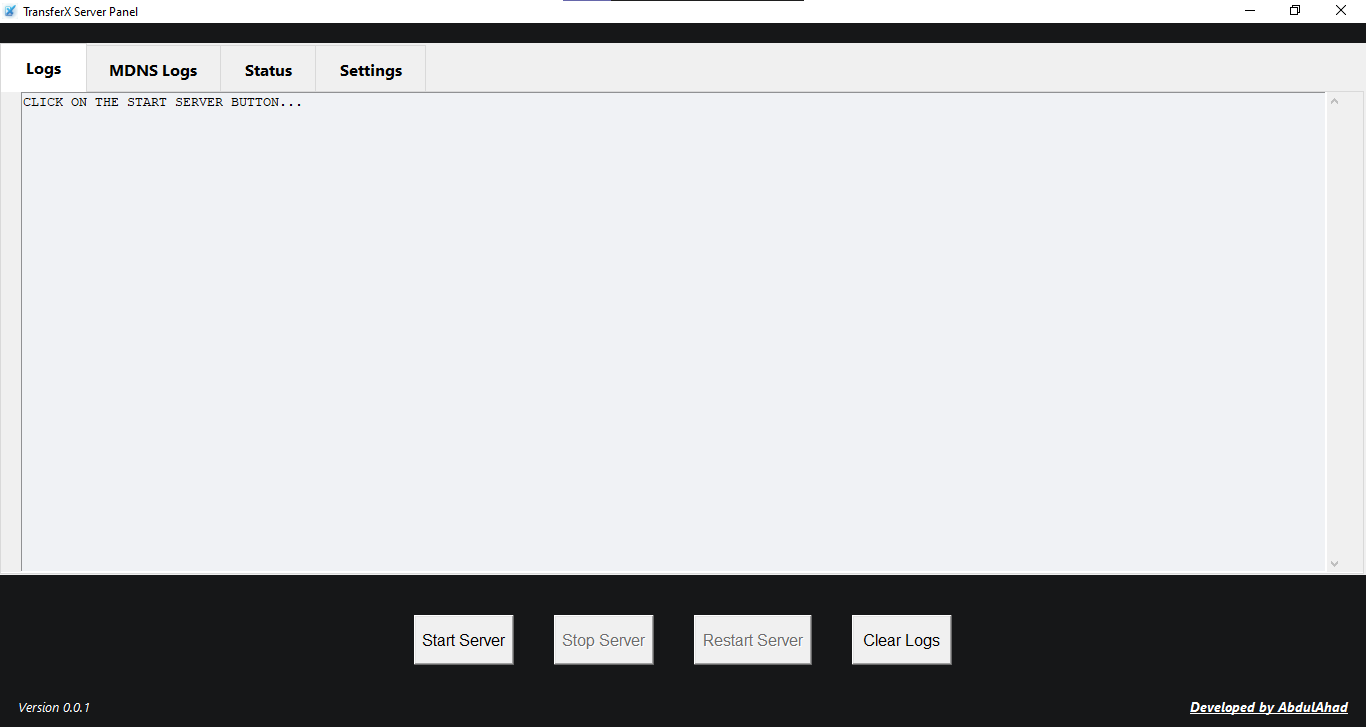 TransferX Server Panel
Logs MDNS Logs Status Settings
CLICK ON THE START SERVER BUTTON...
Start Server Stop Server Restart Server Clear Logs
Version 0.0.1 Developed by AbdulAhad